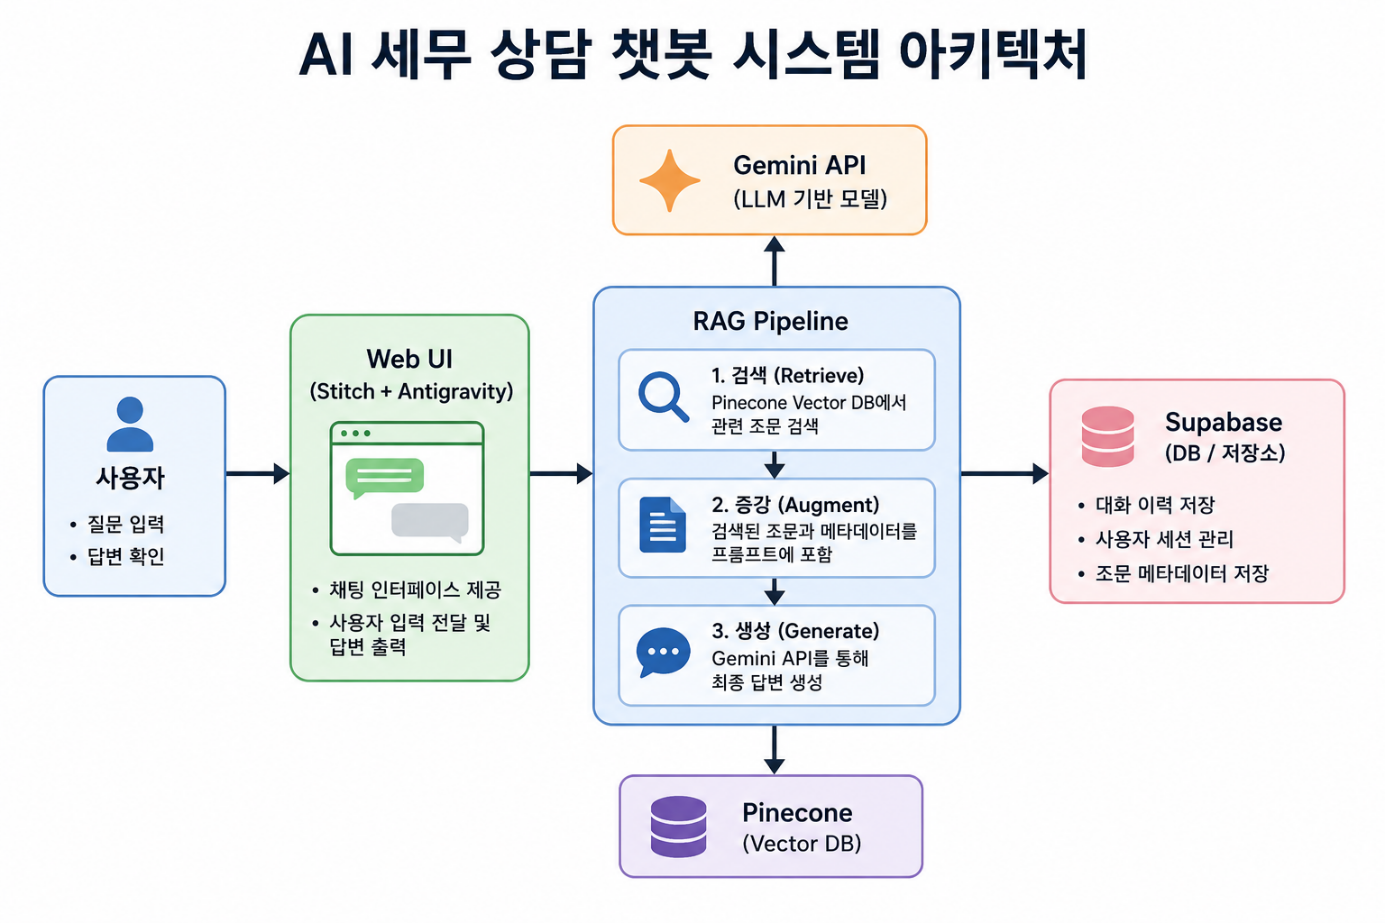 AI 세무 상담 챗봇 시스템 아키텍처
Gemini API
(LLM 기반 모델)
사용자
• 질문 입력
• 답변 확인
Web UI
(Stitch + Antigravity)
• 채팅 인터페이스 제공
• 사용자 입력 전달 및
답변 출력
RAG Pipeline
1. 검색 (Retrieve)
Pinecone Vector DB에서
관련 조문 검색
2. 증강 (Augment)
검색된 조문과 메타데이터를
프롬프트에 포함
3. 생성 (Generate)
Gemini API를 통해
최종 답변 생성
Supabase
(DB / 저장소)
• 대화 이력 저장
• 사용자 세션 관리
• 조문 메타데이터 저장
Pinecone
(Vector DB)